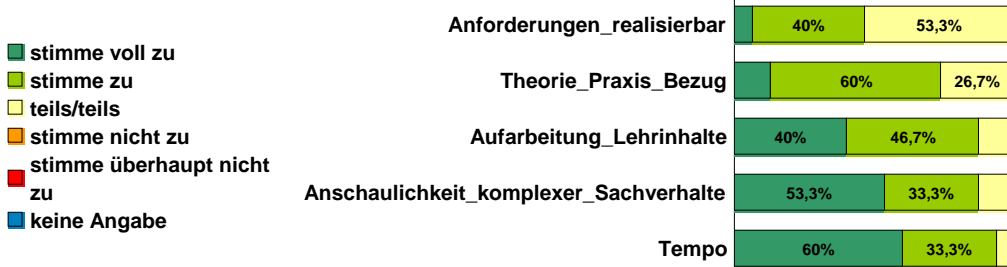 stimme voll zu
stimme zu
teils/teils
stimme nicht zu
stimme überhaupt nicht
zu
keine Angabe
Anforderungen_realisierbar
40%
53,3%
Theorie_Praxis_Bezug
60%
26,7%
Aufarbeitung_Lehrinhalte
40%
46,7%
Anschaulichkeit_komplexer_Sachverhalte
53,3%
33,3%
Tempo
60%
33,3%